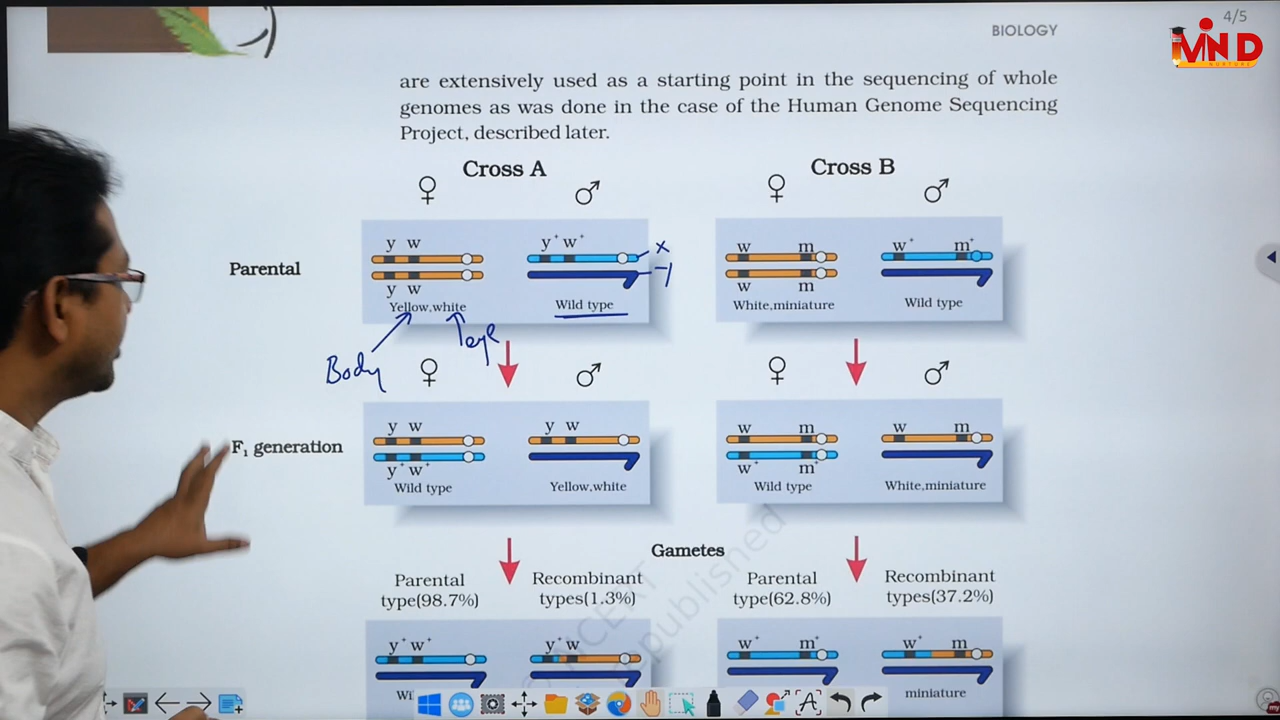 4/5
MIND
NURTURE
BIOLOGY
are extensively used as a starting point in the sequencing of whole
genomes as was done in the case of the Human Genome Sequencing
Project, described later.
Cross A
Cross B
♀ ♂ ♀ ♂
Parental
y w
y⁺ w⁺
w m
w⁺ m⁺
y w
w m
Yellow,white
Wild type
White,miniature
Wild type
x
Body
eye
♀ ♂ ♀ ♂
F₁ generation
y w
y w
w m
w m
y⁺ w⁺
w⁺ m⁺
Wild type
Yellow,white
Wild type
White,miniature
Gametes
Parental
type(98.7%)
Recombinant
types(1.3%)
Parental
type(62.8%)
Recombinant
types(37.2%)
y⁺ w⁺
y⁺ w
w⁺ m⁺
w⁺ m
Wi
miniature